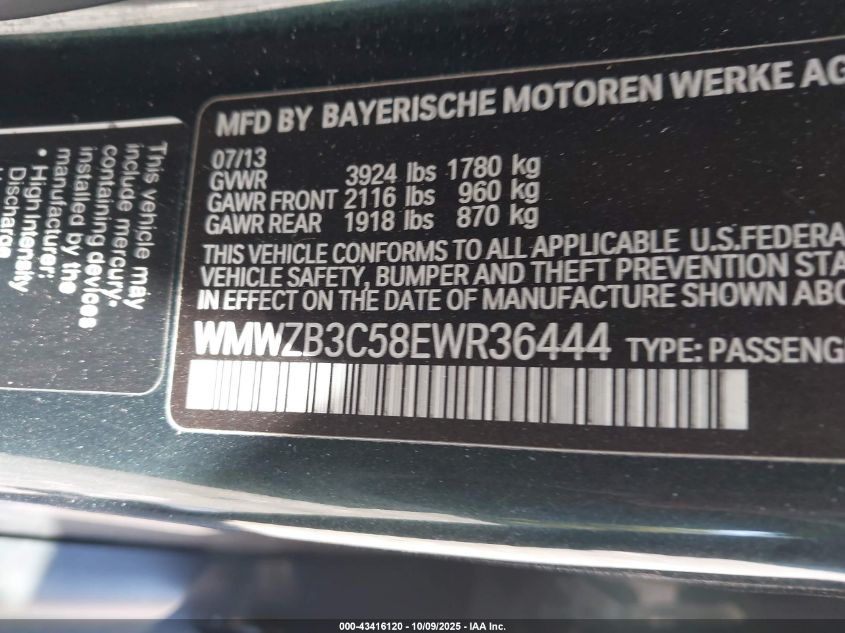 MFD BY BAYERISCHE MOTOREN WERKE AG
07/13
GVWR 3924 lbs 1780 kg
GAWR FRONT 2116 lbs 960 kg
GAWR REAR 1918 lbs 870 kg
THIS VEHICLE CONFORMS TO ALL APPLICABLE U.S.FEDERA
VEHICLE SAFETY, BUMPER AND THEFT PREVENTION STA
IN EFFECT ON THE DATE OF MANUFACTURE SHOWN ABO
WMWZB3C58EWR36444 TYPE: PASSENG
This vehicle may
include mercury-
containing devices
installed by the
manufacturer:
• High Intensity
Discharge
000-43416120 - 10/09/2025 - IAA Inc.